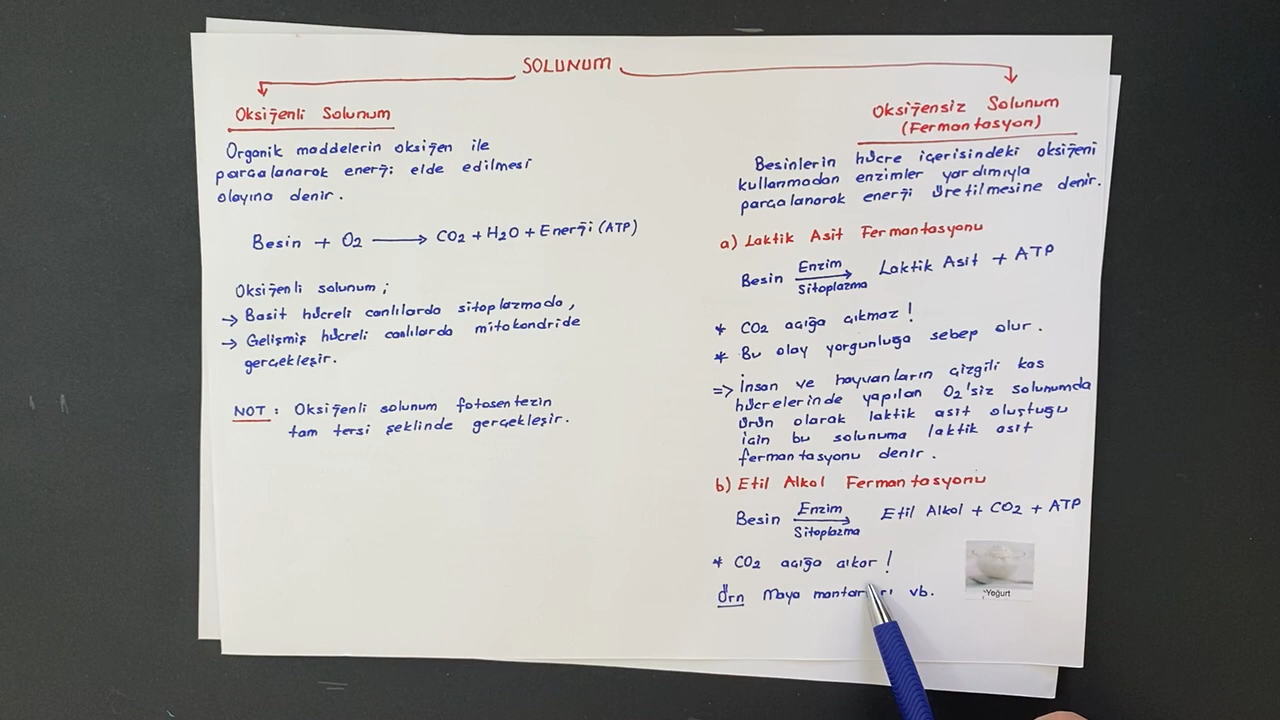 SOLUNUM
Oksijenli Solunum
Organik maddelerin oksijen ile
parçalanarak enerji elde edilmesi
olayına denir.
Besin + O2 → CO2 + H2O + Enerji (ATP)
Oksijenli solunum;
→ Basit hücreli canlılarda sitoplazmada,
→ Gelişmiş hücreli canlılarda mitokondride
gerçekleşir.
NOT : Oksijenli solunum fotosentezin
tam tersi şeklinde gerçekleşir.
Oksijensiz Solunum
(Fermantasyon)
Besinlerin hücre içerisindeki oksijeni
kullanmadan enzimler yardımıyla
parçalanarak enerji üretilmesine denir.
a) Laktik Asit Fermantasyonu
Besin Enzim → Sitoplazma Laktik Asit + ATP
* CO2 açığa çıkmaz!
* Bu olay yorgunluğa sebep olur.
=> İnsan ve hayvanların çizgili kas
hücrelerinde yapılan O2'siz solunumda
ürün olarak laktik asit oluştuğu
için bu solunuma laktik asit
fermantasyonu denir.
b) Etil Alkol Fermantasyonu
Besin Enzim → Sitoplazma Etil Alkol + CO2 + ATP
* CO2 açığa çıkar!
Örn Maya vb.
Yoğurt